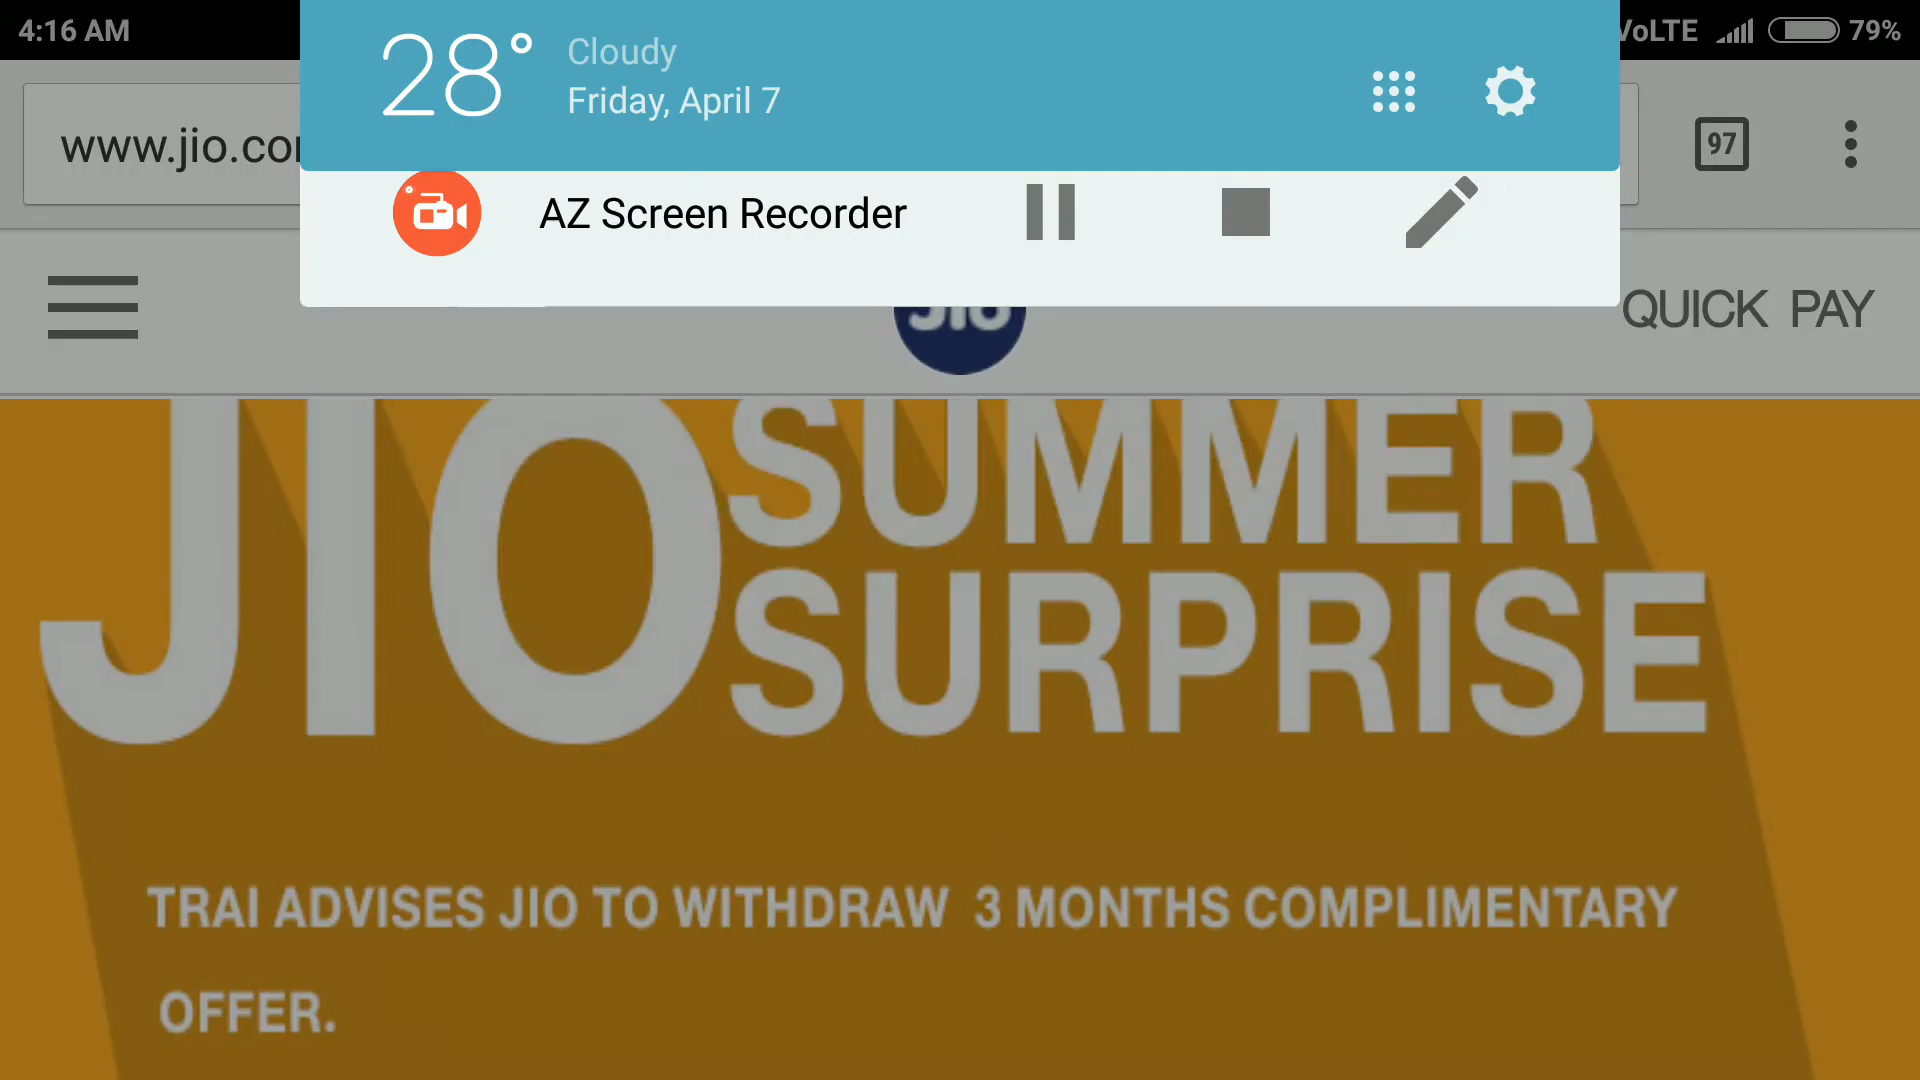 4:16 AM
28°
Cloudy
Friday, April 7
VoLTE
79%
www.jio.co
97
AZ Screen Recorder
Jio
QUICK PAY
JIO SUMMER
SURPRISE
TRAI ADVISES JIO TO WITHDRAW 3 MONTHS COMPLIMENTARY
OFFER.